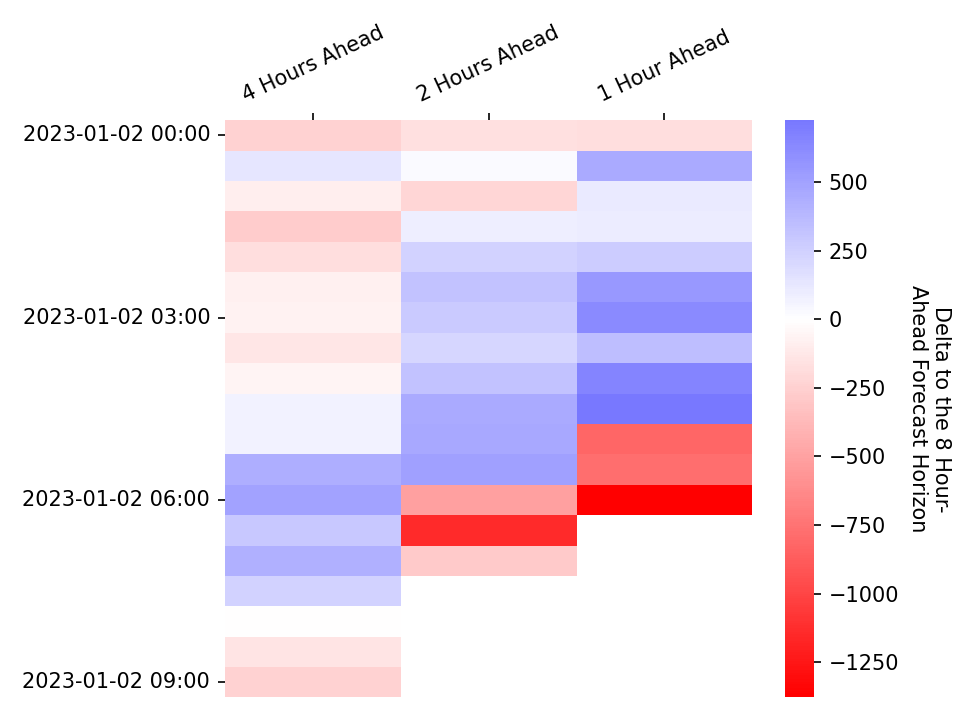 4 Hours Ahead
2 Hours Ahead
1 Hour Ahead
2023-01-02 00:00
2023-01-02 03:00
2023-01-02 06:00
2023-01-02 09:00
500
250
0
−250
−500
−750
−1000
−1250
Delta to the 8 Hour-
Ahead Forecast Horizon